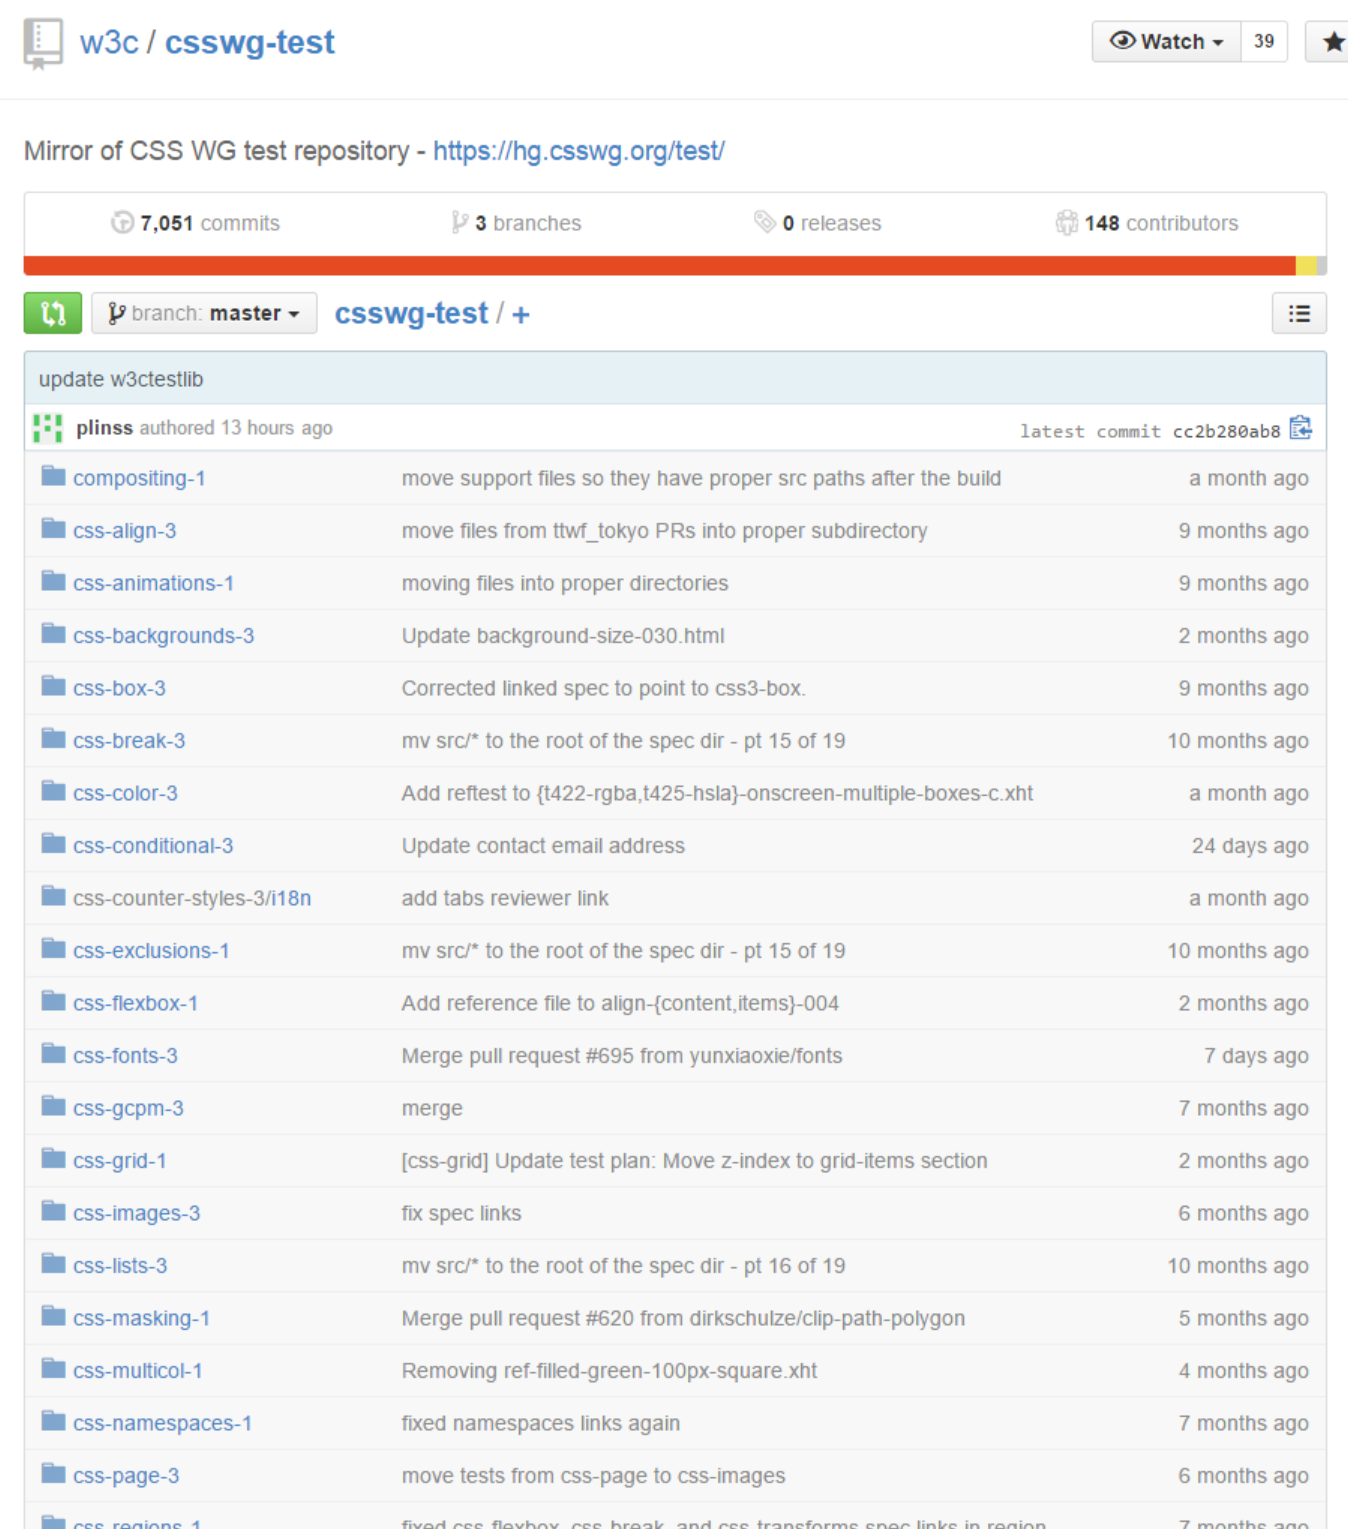 w3c / csswg-test Watch 39
Mirror of CSS WG test repository - https://hg.csswg.org/test/
7,051 commits 3 branches 0 releases 148 contributors
branch: master csswg-test / +
update w3ctestlib
plinss authored 13 hours ago latest commit cc2b280ab8
compositing-1 move support files so they have proper src paths after the build a month ago
css-align-3 move files from ttwf_tokyo PRs into proper subdirectory 9 months ago
css-animations-1 moving files into proper directories 9 months ago
css-backgrounds-3 Update background-size-030.html 2 months ago
css-box-3 Corrected linked spec to point to css3-box. 9 months ago
css-break-3 mv src/* to the root of the spec dir - pt 15 of 19 10 months ago
css-color-3 Add reftest to {t422-rgba,t425-hsla}-onscreen-multiple-boxes-c.xht a month ago
css-conditional-3 Update contact email address 24 days ago
css-counter-styles-3/i18n add tabs reviewer link a month ago
css-exclusions-1 mv src/* to the root of the spec dir - pt 15 of 19 10 months ago
css-flexbox-1 Add reference file to align-{content,items}-004 2 months ago
css-fonts-3 Merge pull request #695 from yunxiaoxie/fonts 7 days ago
css-gcpm-3 merge 7 months ago
css-grid-1 [css-grid] Update test plan: Move z-index to grid-items section 2 months ago
css-images-3 fix spec links 6 months ago
css-lists-3 mv src/* to the root of the spec dir - pt 16 of 19 10 months ago
css-masking-1 Merge pull request #620 from dirkschulze/clip-path-polygon 5 months ago
css-multicol-1 Removing ref-filled-green-100px-square.xht 4 months ago
css-namespaces-1 fixed namespaces links again 7 months ago
css-page-3 move tests from css-page to css-images 6 months ago
css-regions-1 fixed css-flexbox, css-break, and css-transforms spec links in region 7 months ago